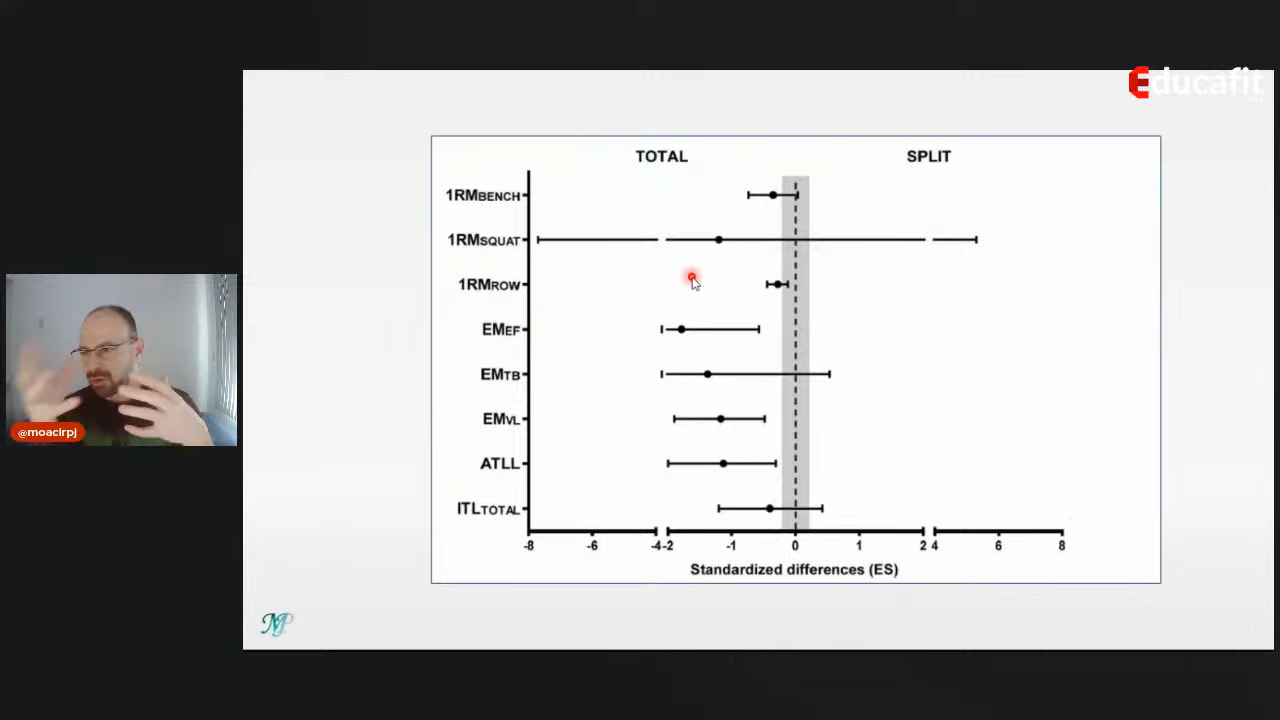 Educafit
TOTAL SPLIT
1RMBENCH
1RMSQUAT
1RMROW
EMEF
EMTB
EMVL
ATLL
ITLTOTAL
-8 -6 -4 -2 -1 0 1 2 4 6 8
Standardized differences (ES)
@moacirpj
MP